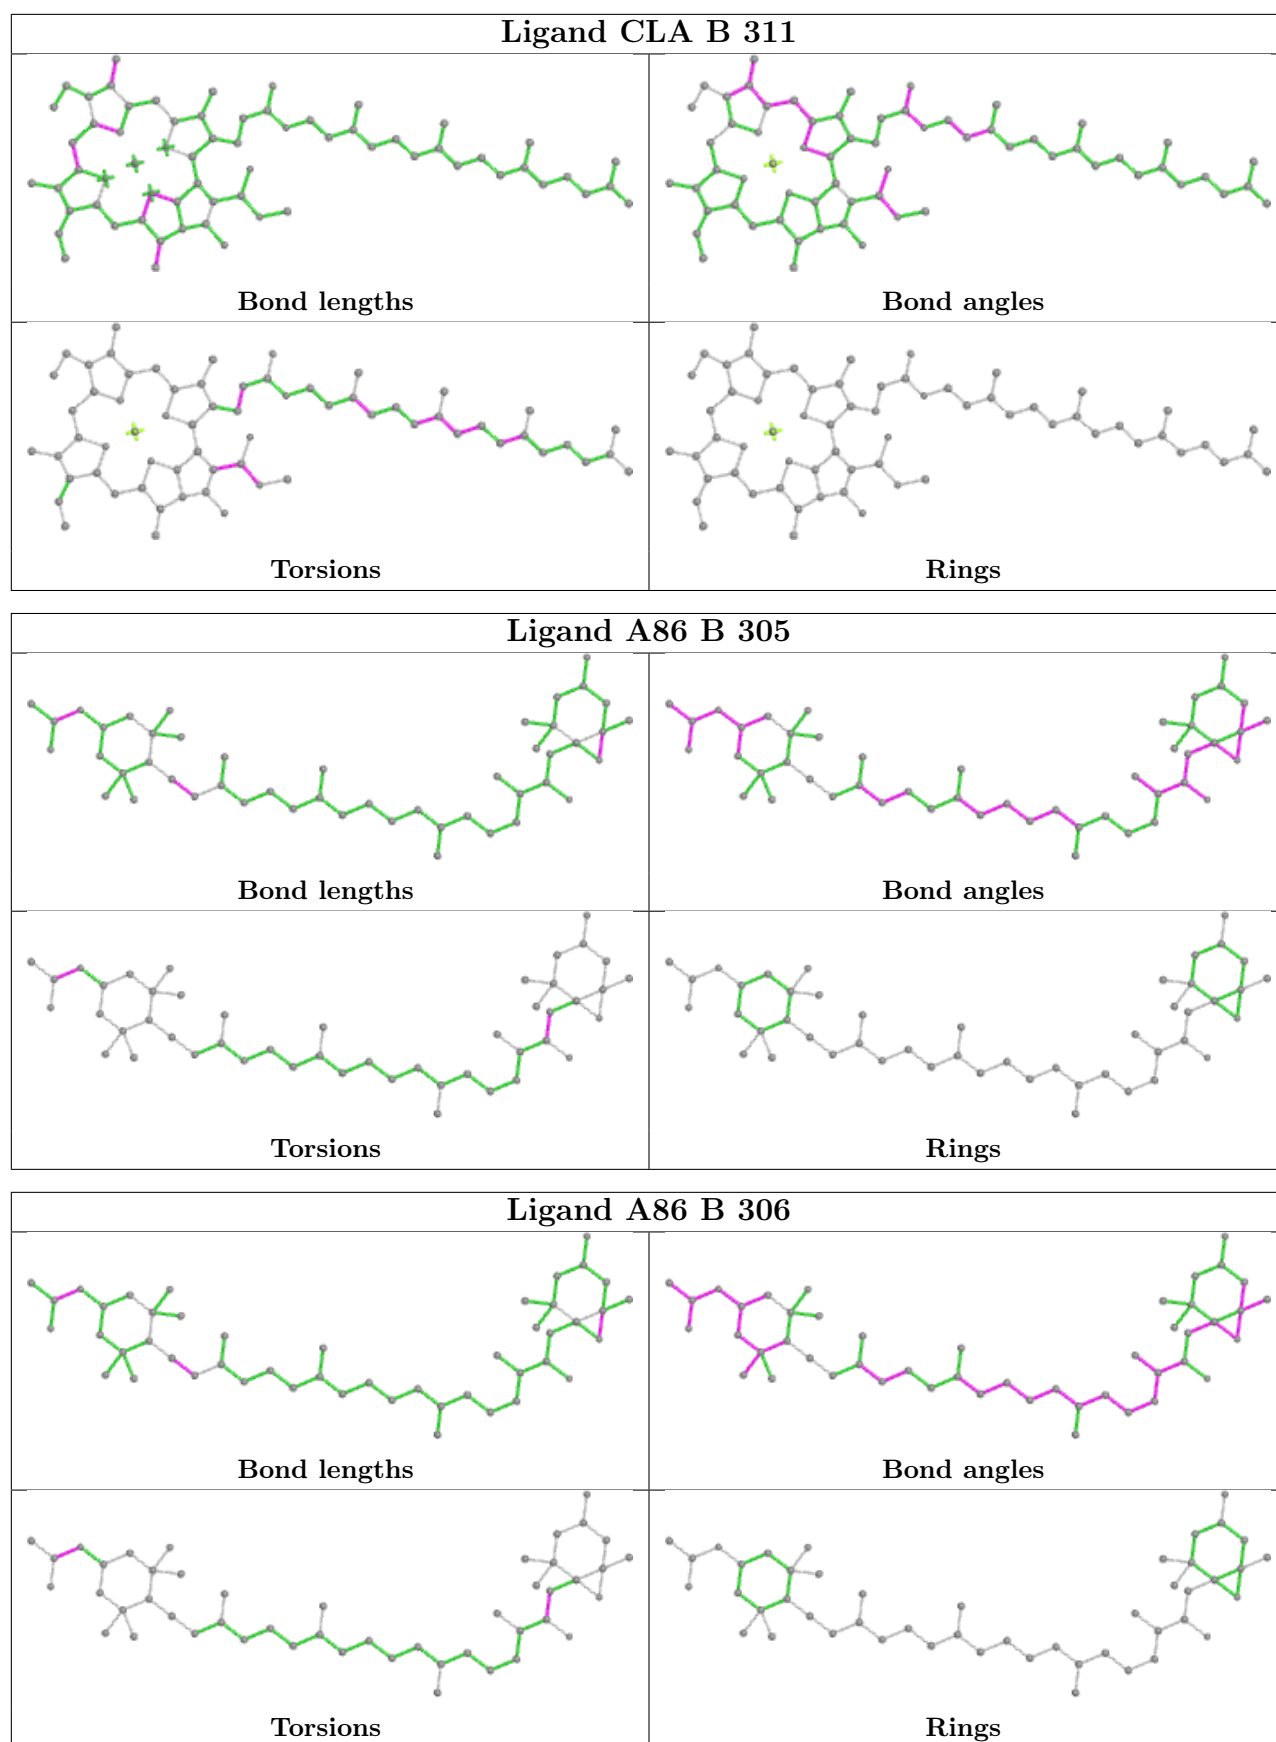 Ligand CLA B 311
Bond lengths
Bond angles
Torsions
Rings
Ligand A86 B 305
Bond lengths
Bond angles
Torsions
Rings
Ligand A86 B 306
Bond lengths
Bond angles
Torsions
Rings